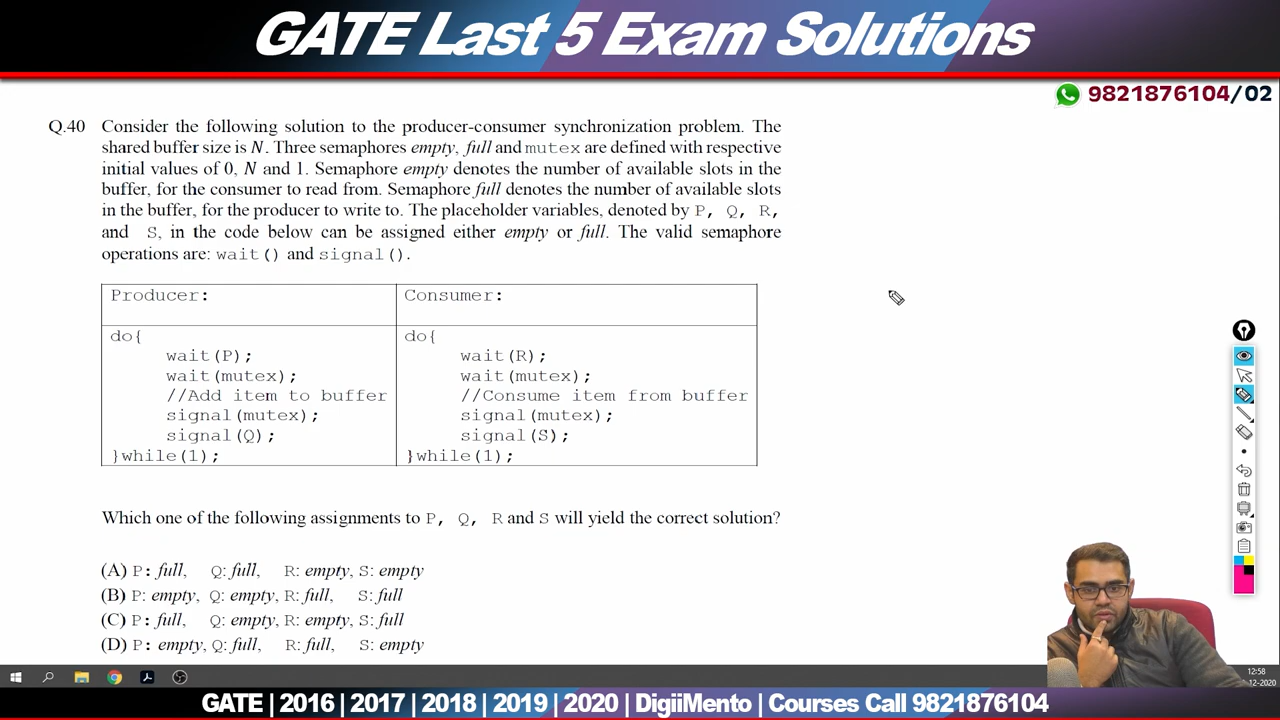 GATE Last 5 Exam Solutions
9821876104/02
Q.40 Consider the following solution to the producer-consumer synchronization problem. The
shared buffer size is N. Three semaphores empty, full and mutex are defined with respective
initial values of 0, N and 1. Semaphore empty denotes the number of available slots in the
buffer, for the consumer to read from. Semaphore full denotes the number of available slots
in the buffer, for the producer to write to. The placeholder variables, denoted by P, Q, R,
and S, in the code below can be assigned either empty or full. The valid semaphore
operations are: wait() and signal().
Producer: Consumer:
do{ do{
wait(P); wait(R);
wait(mutex); wait(mutex);
//Add item to buffer //Consume item from buffer
signal(mutex); signal(mutex);
signal(Q); signal(S);
}while(1); }while(1);
Which one of the following assignments to P, Q, R and S will yield the correct solution?
(A) P: full, Q: full, R: empty, S: empty
(B) P: empty, Q: empty, R: full, S: full
(C) P: full, Q: empty, R: empty, S: full
(D) P: empty, Q: full, R: full, S: empty
12:58
-12-2020
GATE | 2016 | 2017 | 2018 | 2019 | 2020 | DigiiMento | Courses Call 9821876104